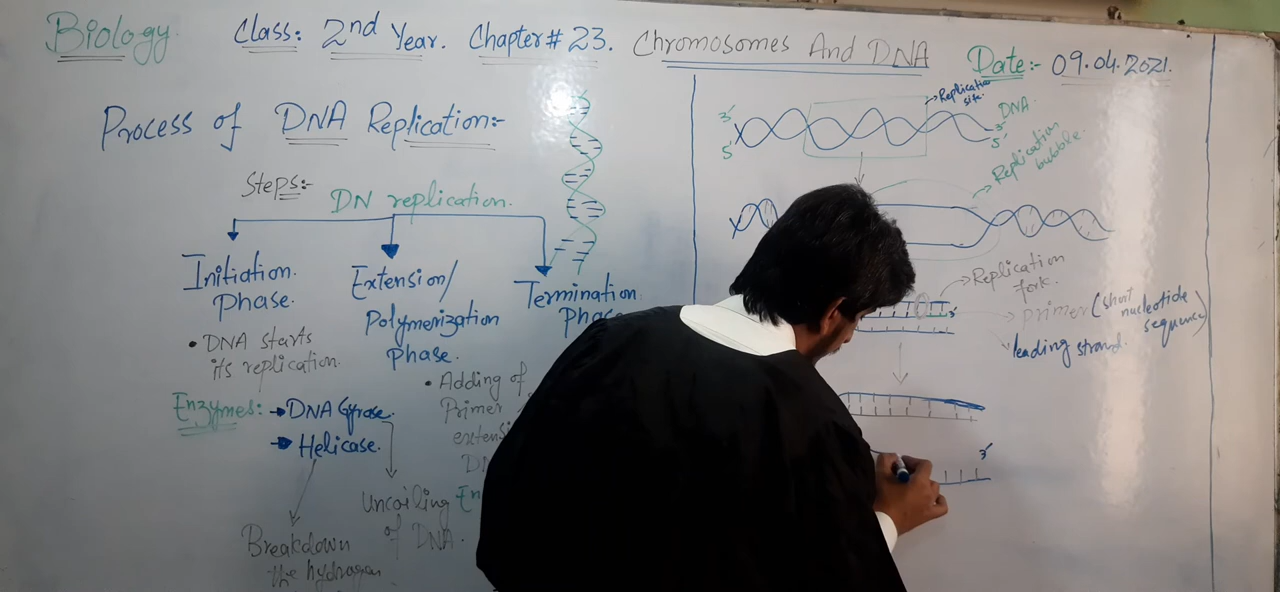 Biology. Class: 2nd Year. Chapter # 23. Chromosomes And DNA
Date:- 09.04.2021.
Process of DNA Replication:-
Steps:-
DN replication.
Initiation
Phase.
• DNA starts
its replication.
Enzymes: → DNA Gyrase.
→ Helicase.
Breakdown
the hydrogen
Uncoiling
of DNA.
Extension/
Polymerization
Phase.
• Adding of
Primer
extensi
DN
En
Termination
Phase
Replication
site.
DNA.
3'
5'
3'
5'
Replication
bubble.
Replication
fork.
3'
primer (short
nucleotide
sequence)
leading strand.
3'